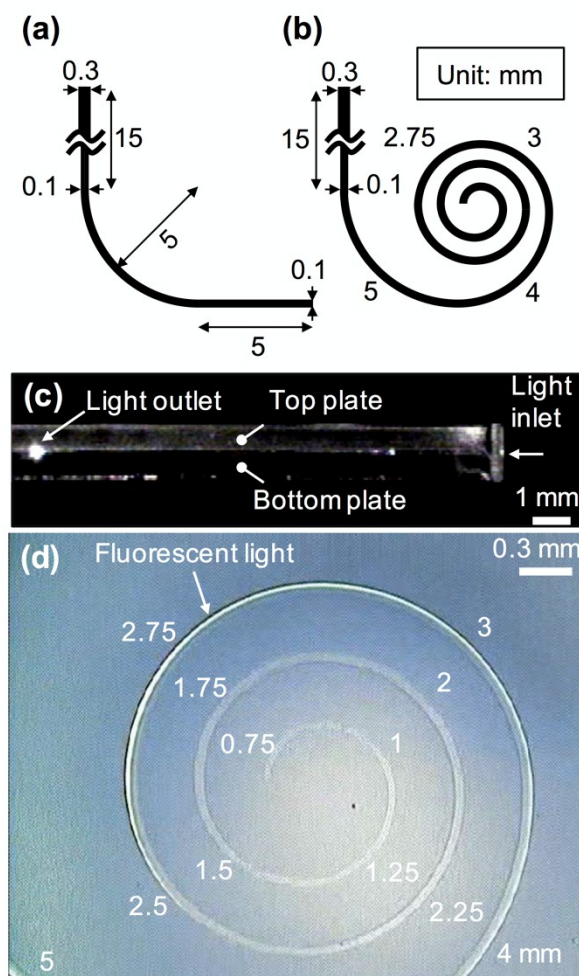 (a)
0.3
15
0.1
5
0.1
5
(b)
Unit: mm
0.3
15
2.75
3
0.1
5
4
(c)
Light outlet
Top plate
Light
inlet
Bottom plate
1 mm
(d)
Fluorescent light
0.3 mm
2.75
3
1.75
2
0.75
1
1.5
1.25
2.5
2.25
5
4 mm